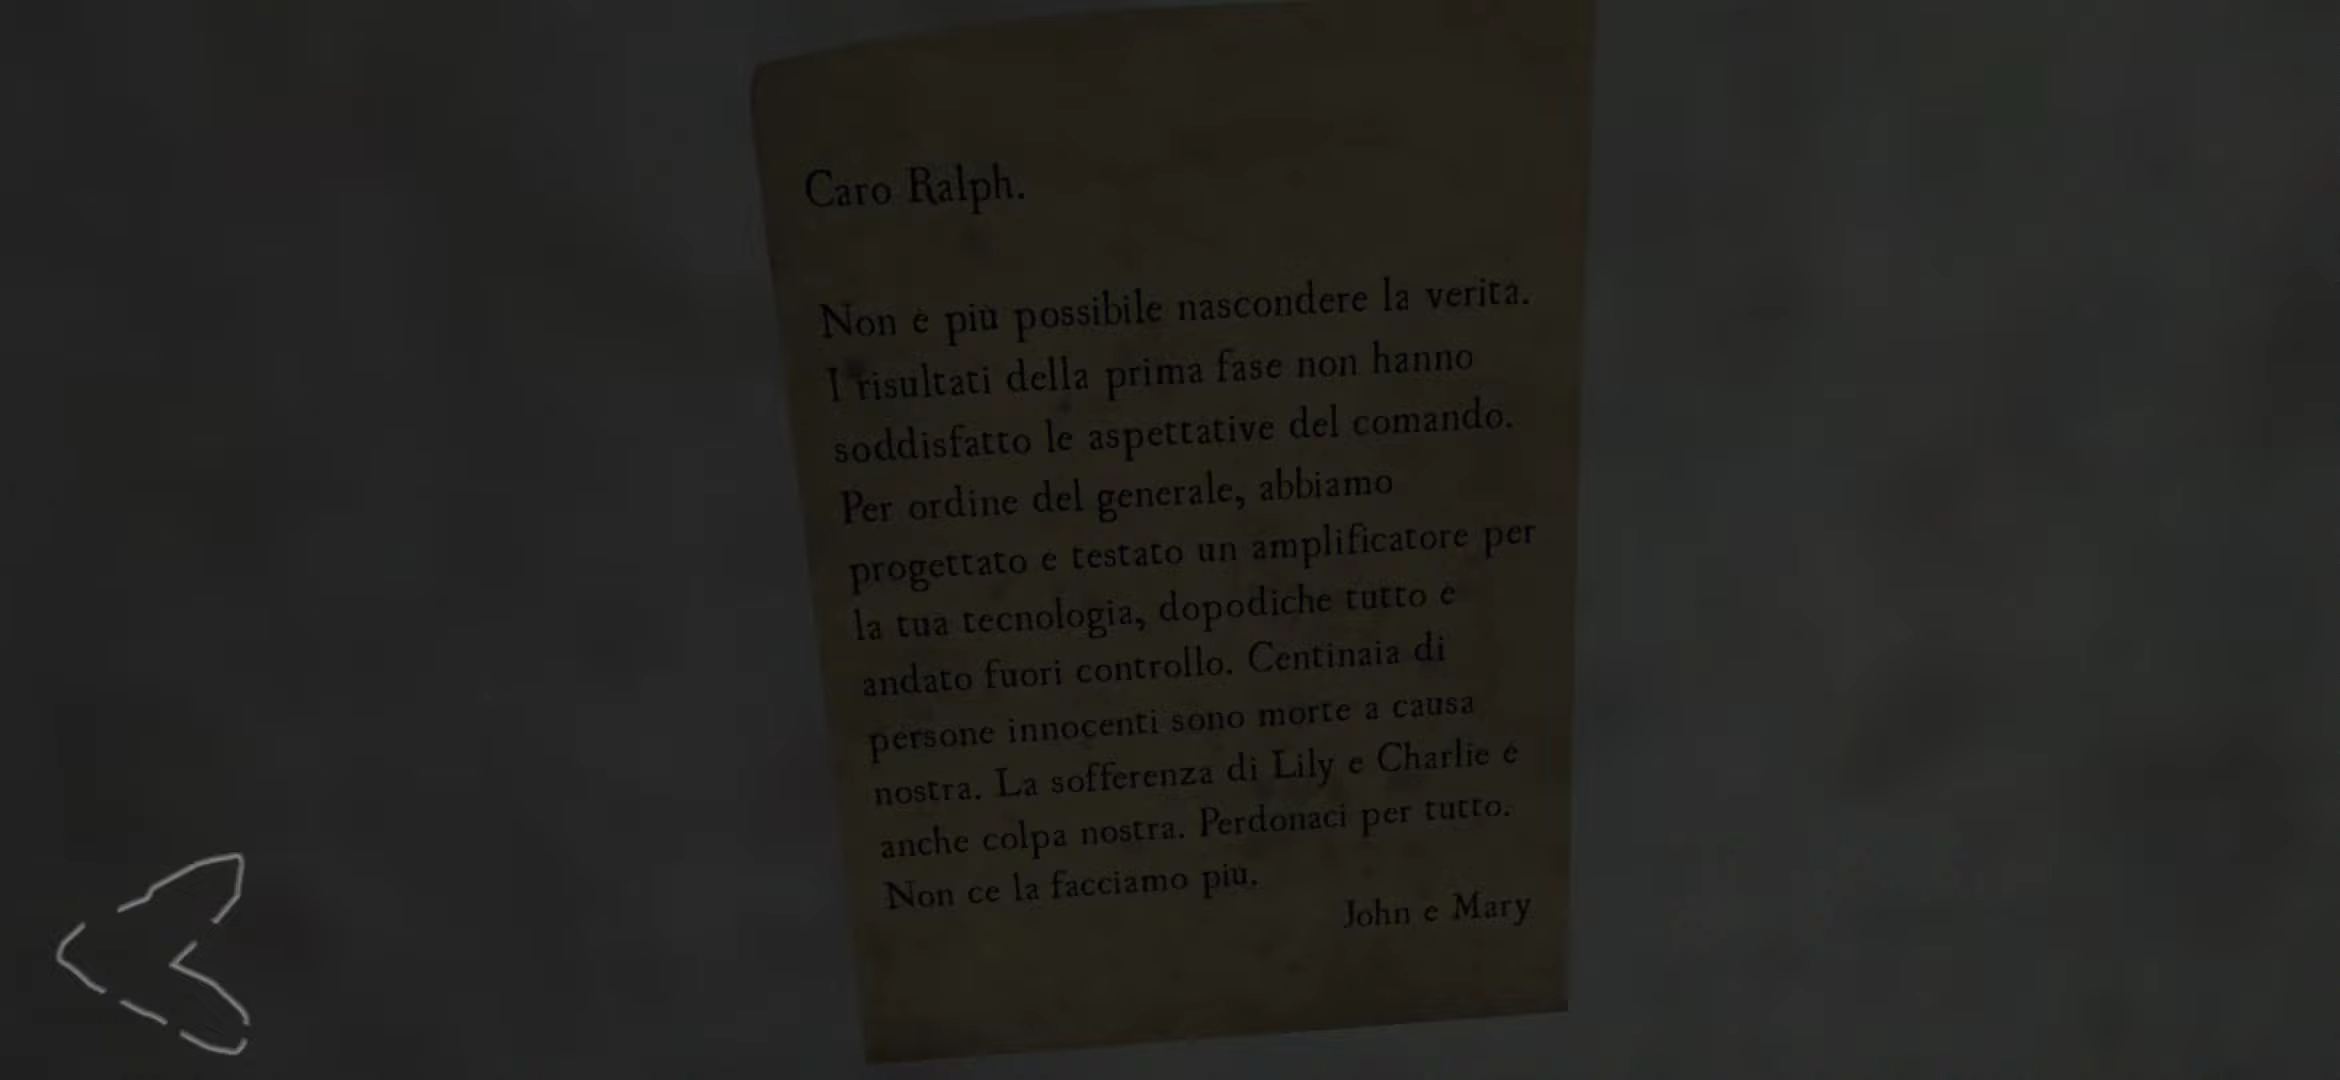 Caro Ralph.
Non è più possibile nascondere la verità.
I risultati della prima fase non hanno
soddisfatto le aspettative del comando.
Per ordine del generale, abbiamo
progettato e testato un amplificatore per
la tua tecnologia, dopodiche tutto è
andato fuori controllo. Centinaia di
persone innocenti sono morte a causa
nostra. La sofferenza di Lily e Charlie è
anche colpa nostra. Perdonaci per tutto.
Non ce la facciamo più.
John e Mary